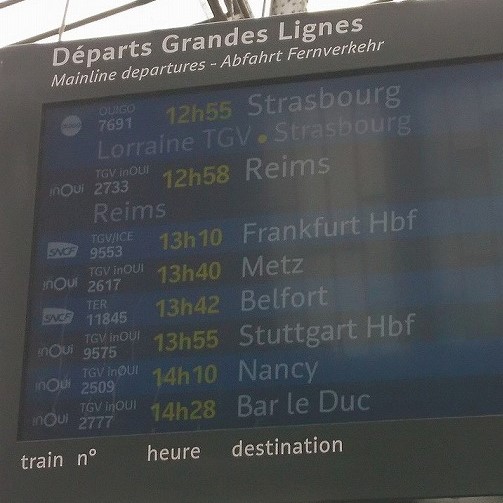 Départs Grandes Lignes
Mainline departures - Abfahrt Fernverkehr
OUIGO 7691 12h55 Strasbourg
Lorraine TGV • Strasbourg
inOui TGV inOUI 2733 12h58 Reims
Reims
SNCF TGV/ICE 9553 13h10 Frankfurt Hbf
inOui TGV inOUI 2617 13h40 Metz
SNCF TER 11845 13h42 Belfort
inOui TGV inOUI 9575 13h55 Stuttgart Hbf
inOui TGV inOUI 2509 14h10 Nancy
inOui TGV inOUI 2777 14h28 Bar le Duc
train n° heure destination